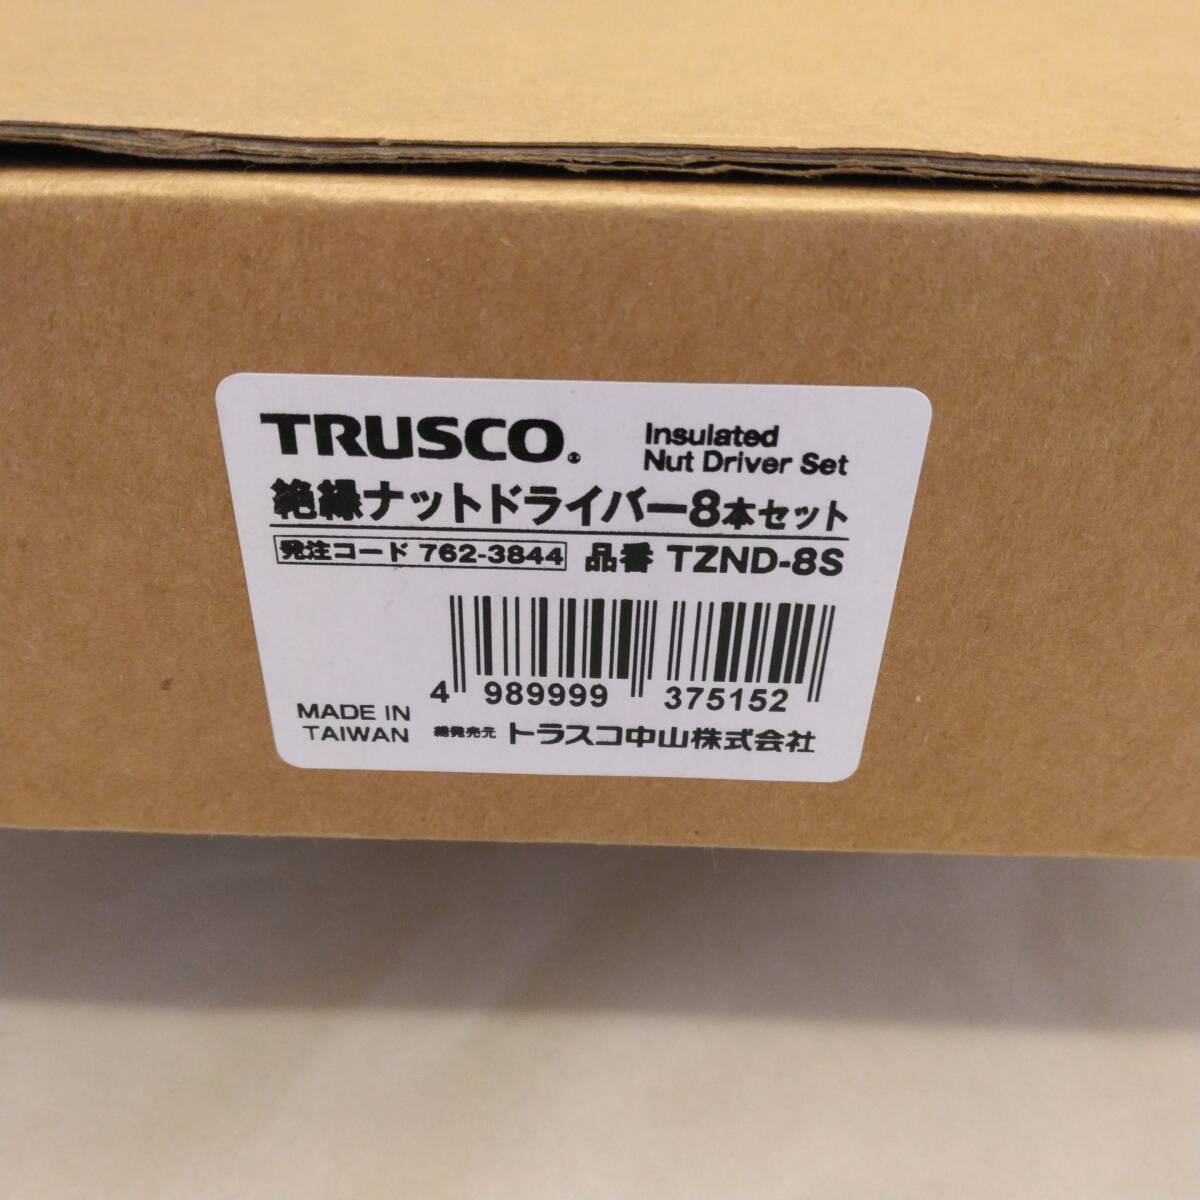 TRUSCO.
Insulated
Nut Driver Set
絶縁ナットドライバー8本セット
発注コード 762-3844 品番 TZND-8S
4 989999 375152
MADE IN
TAIWAN
総発売元 トラスコ中山株式会社